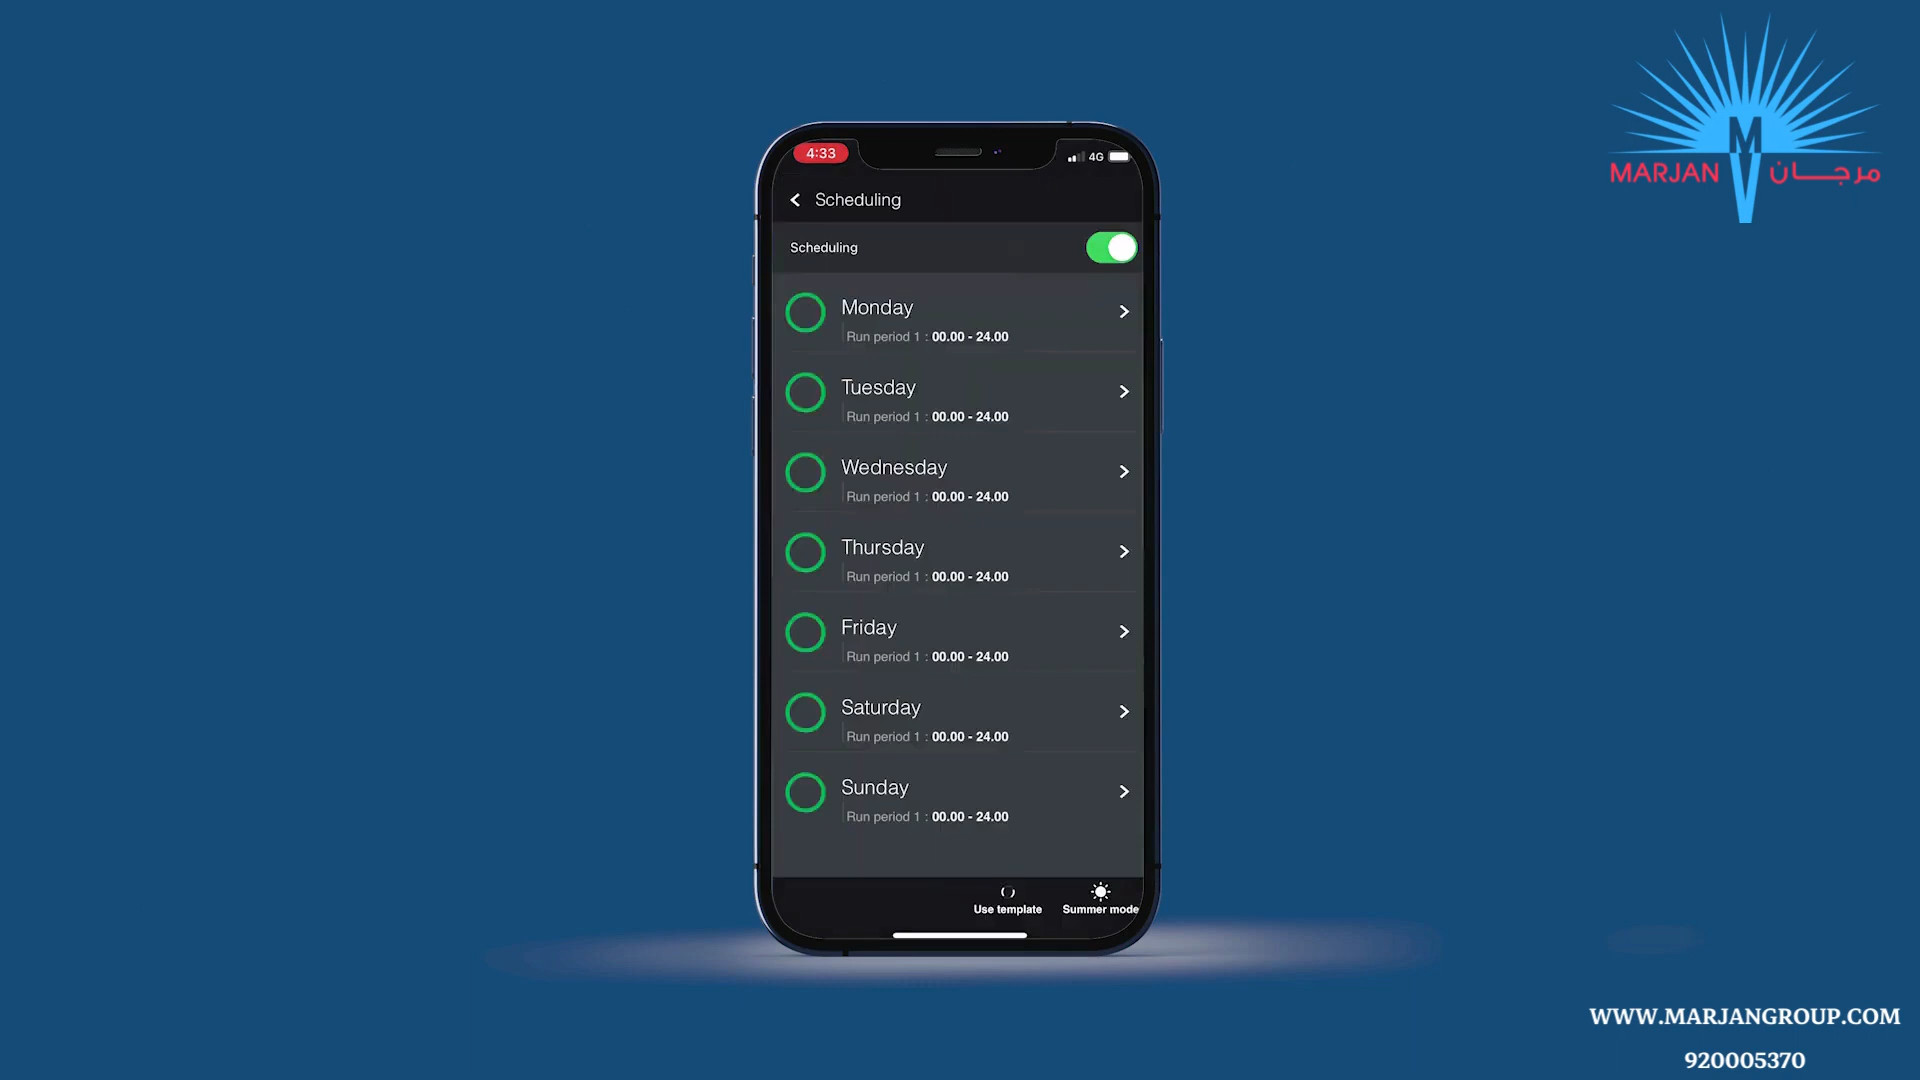 4:33
4G
Scheduling
Scheduling
Monday
Run period 1 : 00.00 - 24.00
Tuesday
Run period 1 : 00.00 - 24.00
Wednesday
Run period 1 : 00.00 - 24.00
Thursday
Run period 1 : 00.00 - 24.00
Friday
Run period 1 : 00.00 - 24.00
Saturday
Run period 1 : 00.00 - 24.00
Sunday
Run period 1 : 00.00 - 24.00
Use template
Summer mode
M
MARJAN مرجان
WWW.MARJANGROUP.COM
920005370